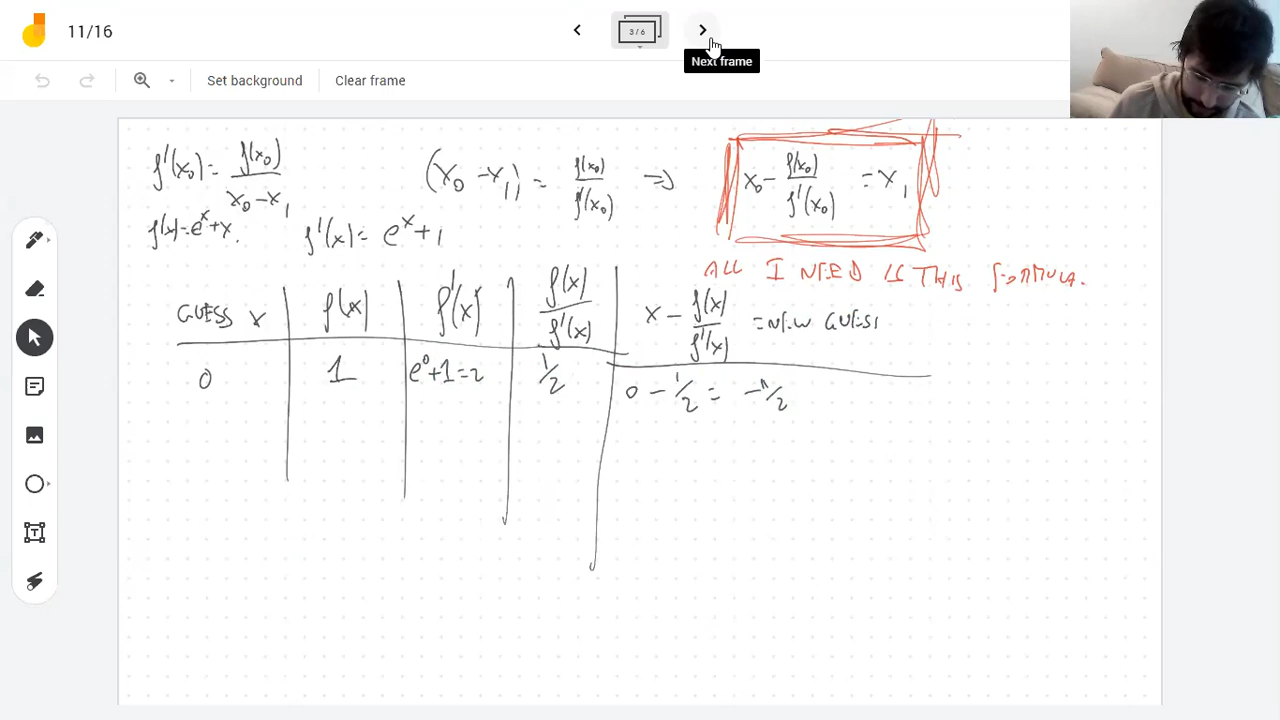 11/16
3 / 6
Next frame
Set background
Clear frame
f'(x₀) = f(x₀) / x₀ - x₁
(x₀ - x₁) = f(x₀) / f'(x₀) ⇒ x₀ - f(x₀) / f'(x₀) = x₁
f(x)=eˣ+x. f'(x) = eˣ + 1
ALL I NEED IS THIS FORMULA.
GUESS x | f(x) | f'(x) | f(x) / f'(x) | x - f(x) / f'(x) = NEW GUESS
0 | 1 | e⁰+1=2 | 1/2 | 0 - 1/2 = -1/2